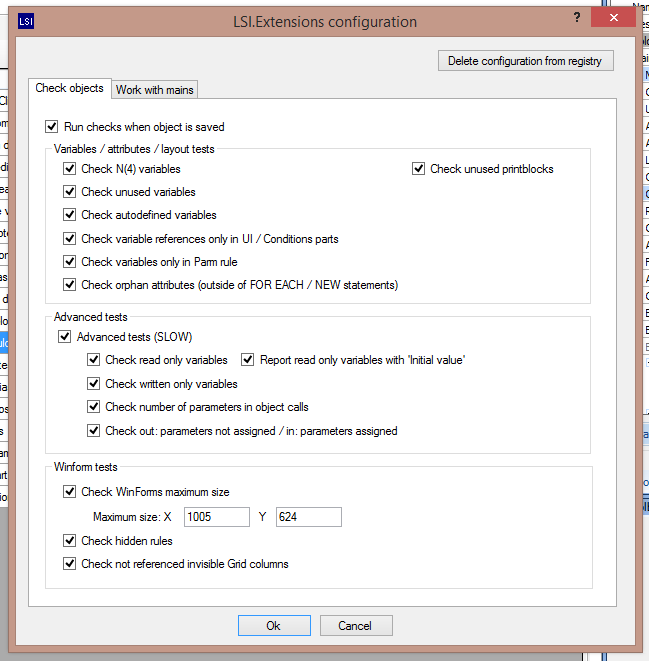 LSI LSI.Extensions configuration ? x
Delete configuration from registry
Check objects Work with mains
Run checks when object is saved
Variables / attributes / layout tests
Check N(4) variables Check unused printblocks
Check unused variables
Check autodefined variables
Check variable references only in UI / Conditions parts
Check variables only in Parm rule
Check orphan attributes (outside of FOR EACH / NEW statements)
Advanced tests
Advanced tests (SLOW)
Check read only variables Report read only variables with 'Initial value'
Check written only variables
Check number of parameters in object calls
Check out: parameters not assigned / in: parameters assigned
Winform tests
Check WinForms maximum size
Maximum size: X 1005 Y 624
Check hidden rules
Check not referenced invisible Grid columns
Ok Cancel